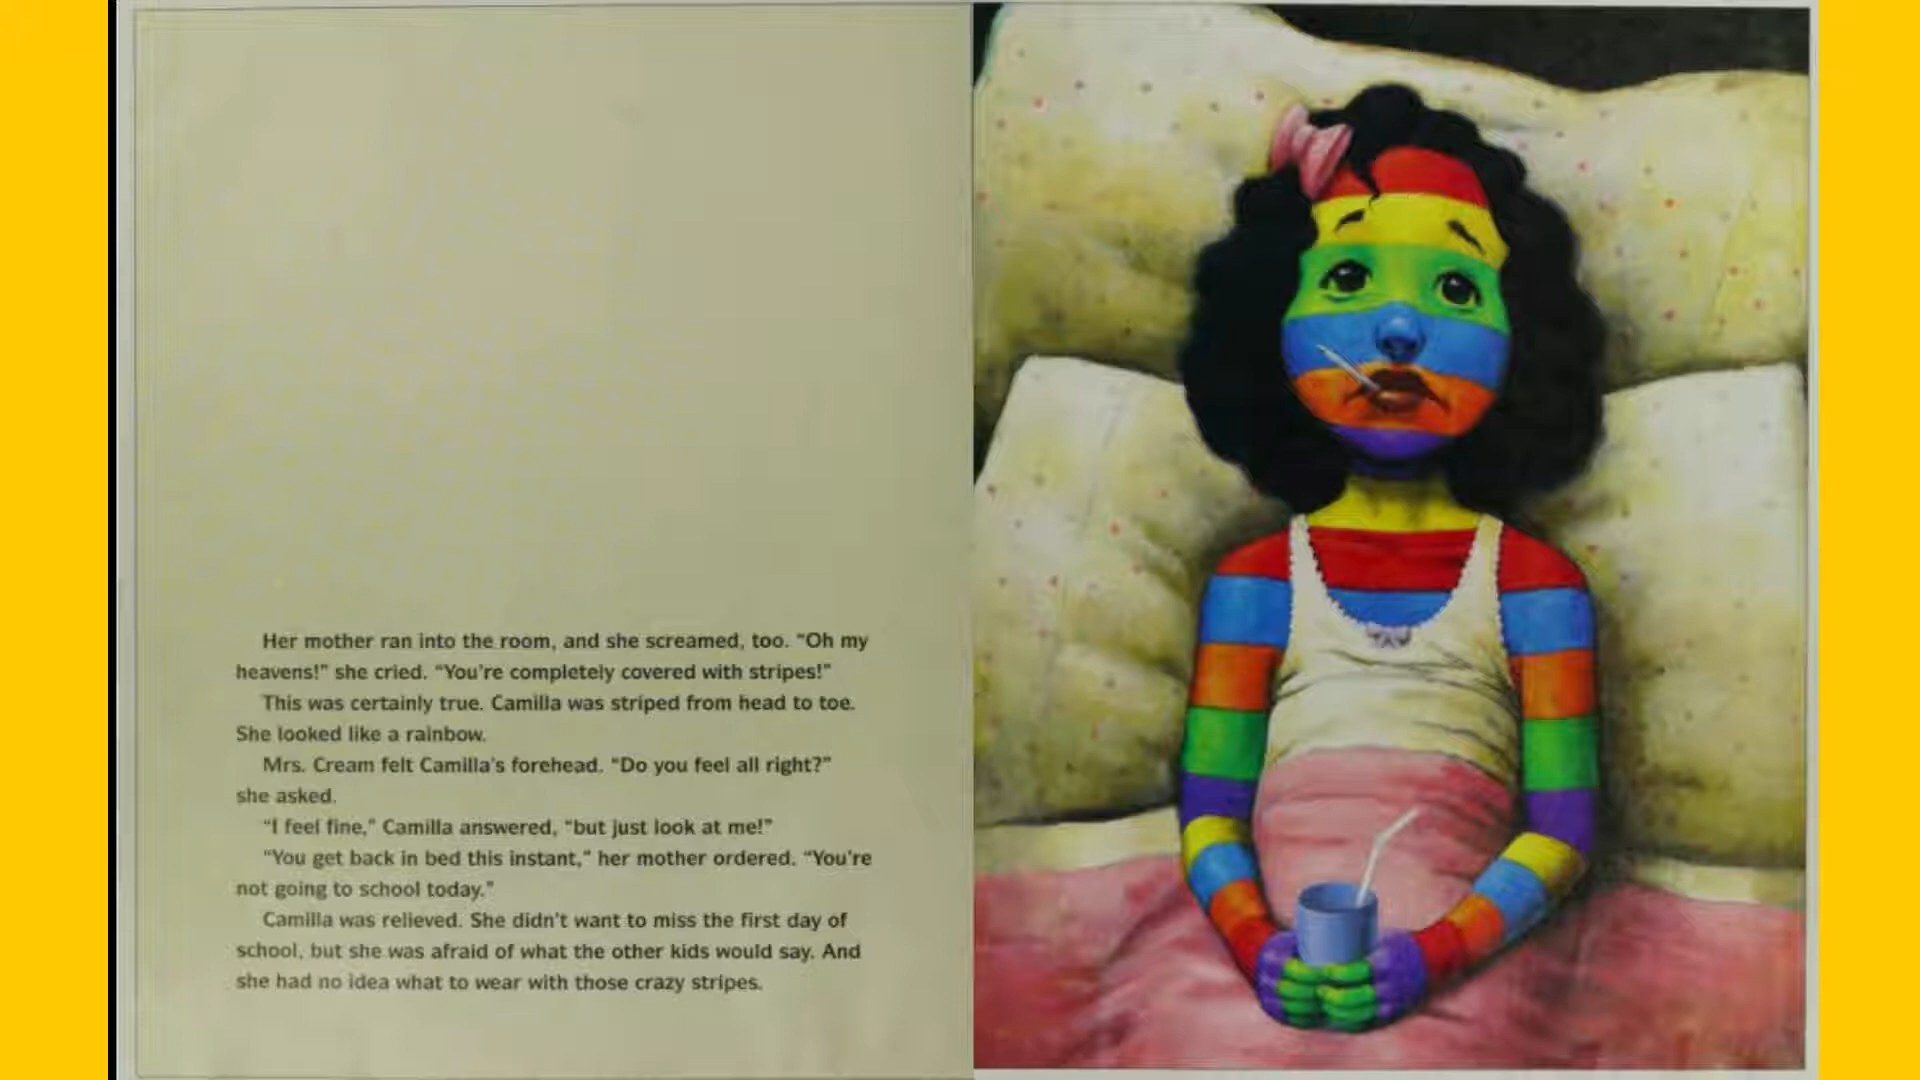 Her mother ran into the room, and she screamed, too. “Oh my
heavens!” she cried. “You’re completely covered with stripes!”
This was certainly true. Camilla was striped from head to toe.
She looked like a rainbow.
Mrs. Cream felt Camilla’s forehead. “Do you feel all right?”
she asked.
“I feel fine,” Camilla answered, “but just look at me!”
“You get back in bed this instant,” her mother ordered. “You’re
not going to school today.”
Camilla was relieved. She didn’t want to miss the first day of
school, but she was afraid of what the other kids would say. And
she had no idea what to wear with those crazy stripes.